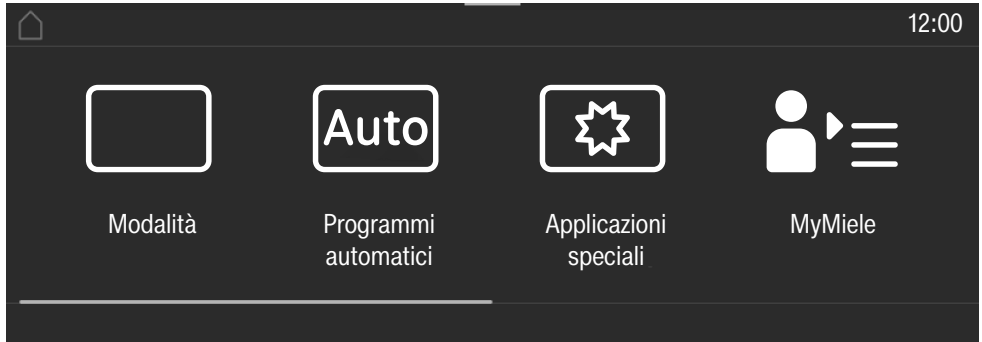 12:00
Auto
Modalità
Programmi
automatici
Applicazioni
speciali
MyMiele